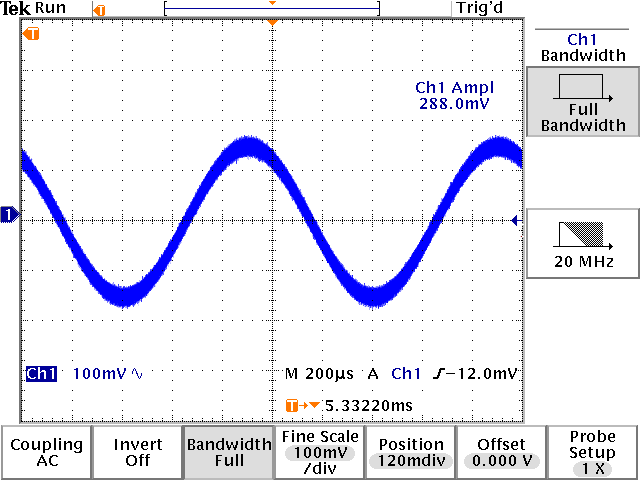 Tek Run
T
Trig'd
T
Ch1
Bandwidth
Full
Bandwidth
Ch1 Ampl
288.0mV
1
20 MHz
Ch1 100mV∿ M 200µs A Ch1 ƒ −12.0mV
T→▼ 5.33220ms
Coupling
AC
Invert
Off
Bandwidth
Full
Fine Scale
100mV
/div
Position
120mdiv
Offset
0.000 V
Probe
Setup
1 X